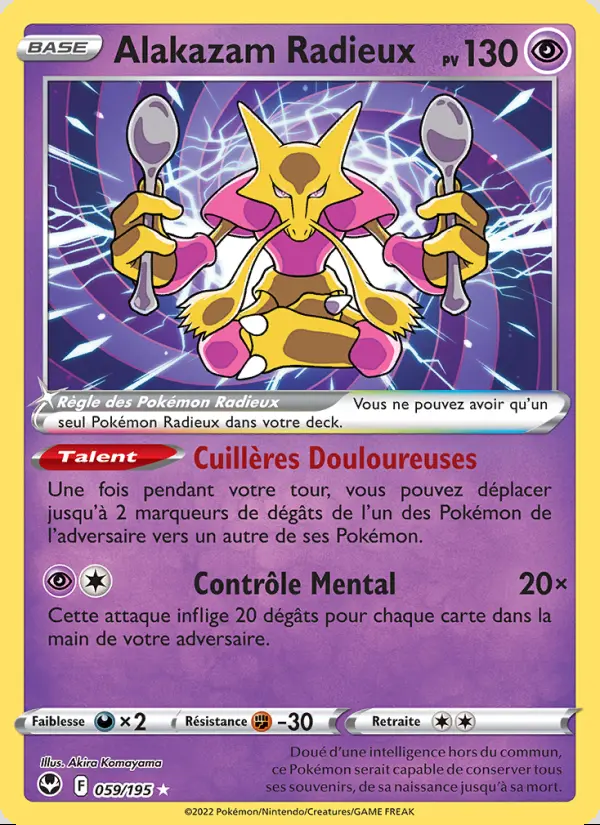 BASE Alakazam Radieux PV 130
Règle des Pokémon Radieux Vous ne pouvez avoir qu'un
seul Pokémon Radieux dans votre deck.
Talent Cuillères Douloureuses
Une fois pendant votre tour, vous pouvez déplacer
jusqu'à 2 marqueurs de dégâts de l'un des Pokémon de
l'adversaire vers un autre de ses Pokémon.
Contrôle Mental 20×
Cette attaque inflige 20 dégâts pour chaque carte dans la
main de votre adversaire.
Faiblesse ×2 Résistance -30 Retraite
Illus. Akira Komayama
F 059/195
Doué d'une intelligence hors du commun,
ce Pokémon serait capable de conserver tous
ses souvenirs, de sa naissance jusqu'à sa mort.
©2022 Pokémon/Nintendo/Creatures/GAME FREAK